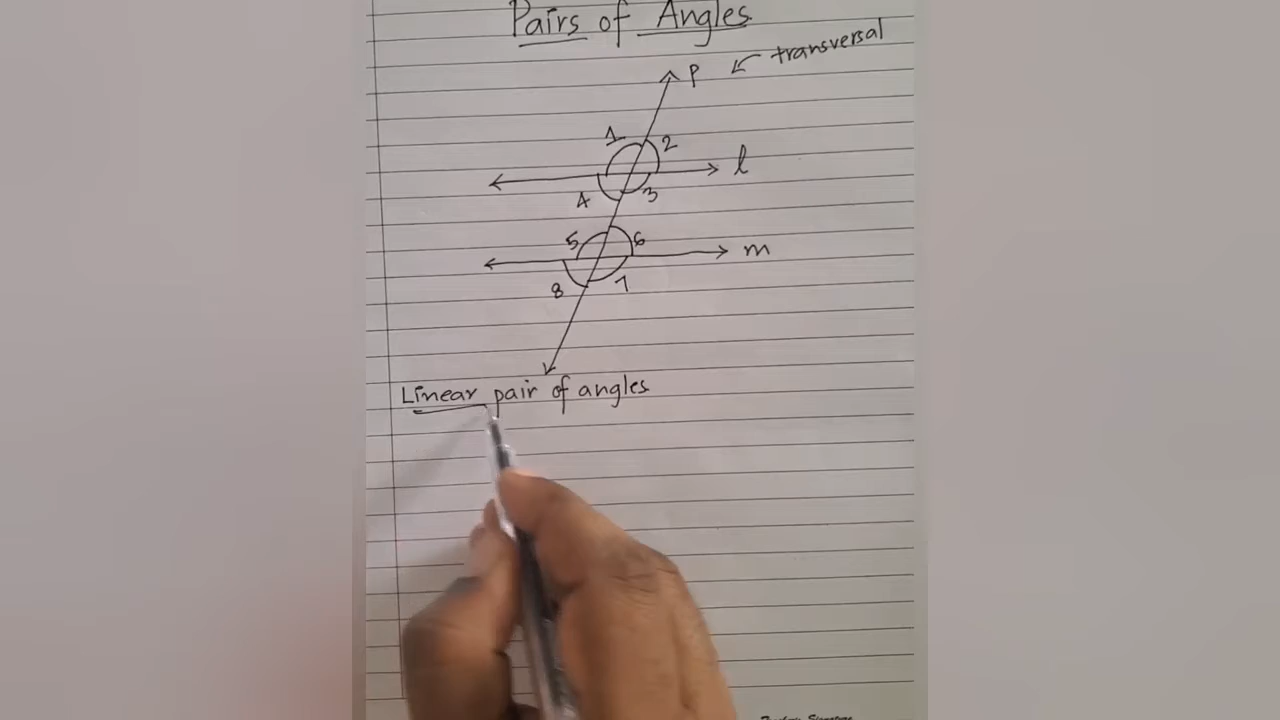 Pairs of Angles
transversal
p
1 2
l
4 3
5 6
m
8 7
Linear pair of angles